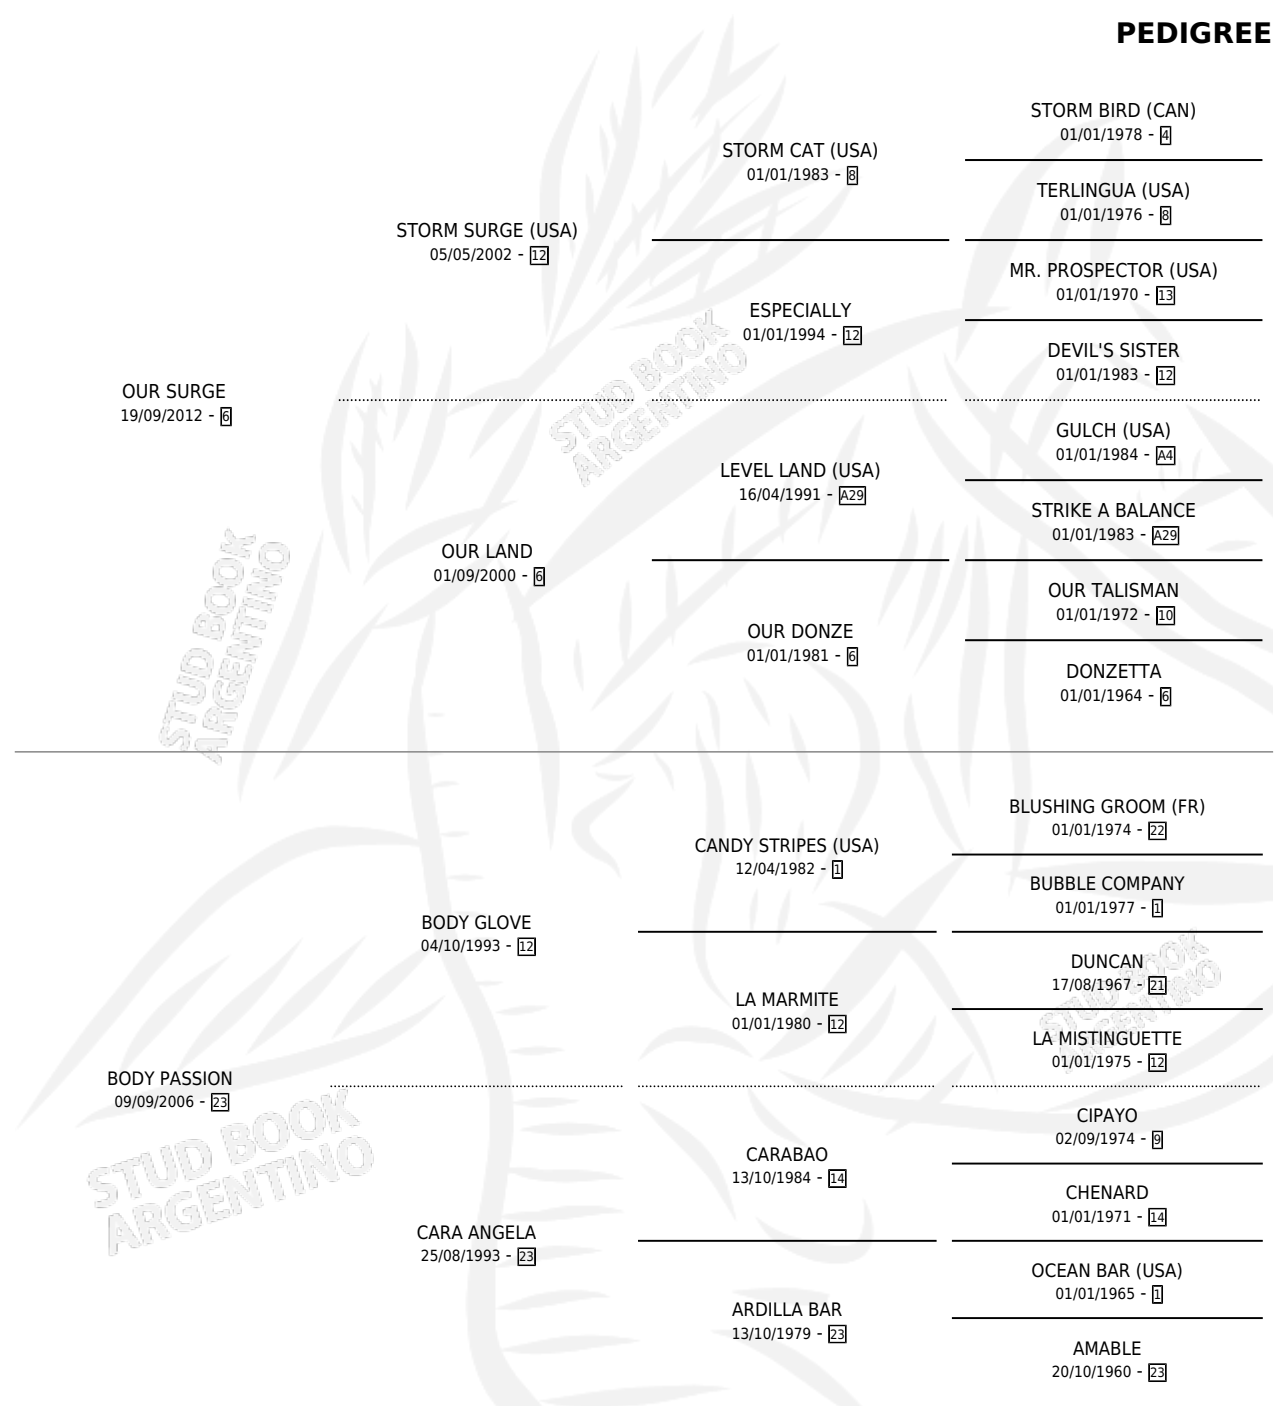 PEDIGREE
STORM BIRD (CAN)
01/01/1978 - 4
STORM CAT (USA)
01/01/1983 - 8
TERLINGUA (USA)
01/01/1976 - 8
STORM SURGE (USA)
05/05/2002 - 12
MR. PROSPECTOR (USA)
01/01/1970 - 13
ESPECIALLY
01/01/1994 - 12
DEVIL'S SISTER
01/01/1983 - 12
OUR SURGE
19/09/2012 - 6
GULCH (USA)
01/01/1984 - A4
LEVEL LAND (USA)
16/04/1991 - A29
STRIKE A BALANCE
01/01/1983 - A29
OUR LAND
01/09/2000 - 6
OUR TALISMAN
01/01/1972 - 10
OUR DONZE
01/01/1981 - 6
DONZETTA
01/01/1964 - 6
BLUSHING GROOM (FR)
01/01/1974 - 22
CANDY STRIPES (USA)
12/04/1982 - 1
BUBBLE COMPANY
01/01/1977 - 1
BODY GLOVE
04/10/1993 - 12
DUNCAN
17/08/1967 - 21
LA MARMITE
01/01/1980 - 12
LA MISTINGUETTE
01/01/1975 - 12
BODY PASSION
09/09/2006 - 23
CIPAYO
02/09/1974 - 9
CARABAO
13/10/1984 - 14
CHENARD
01/01/1971 - 14
CARA ANGELA
25/08/1993 - 23
OCEAN BAR (USA)
01/01/1965 - 1
ARDILLA BAR
13/10/1979 - 23
AMABLE
20/10/1960 - 23
STUD BOOK
ARGENTINO
STUD BOOK
ARGENTINO
STUD BOOK
ARGENTINO
STUD BOOK
ARGENTINO